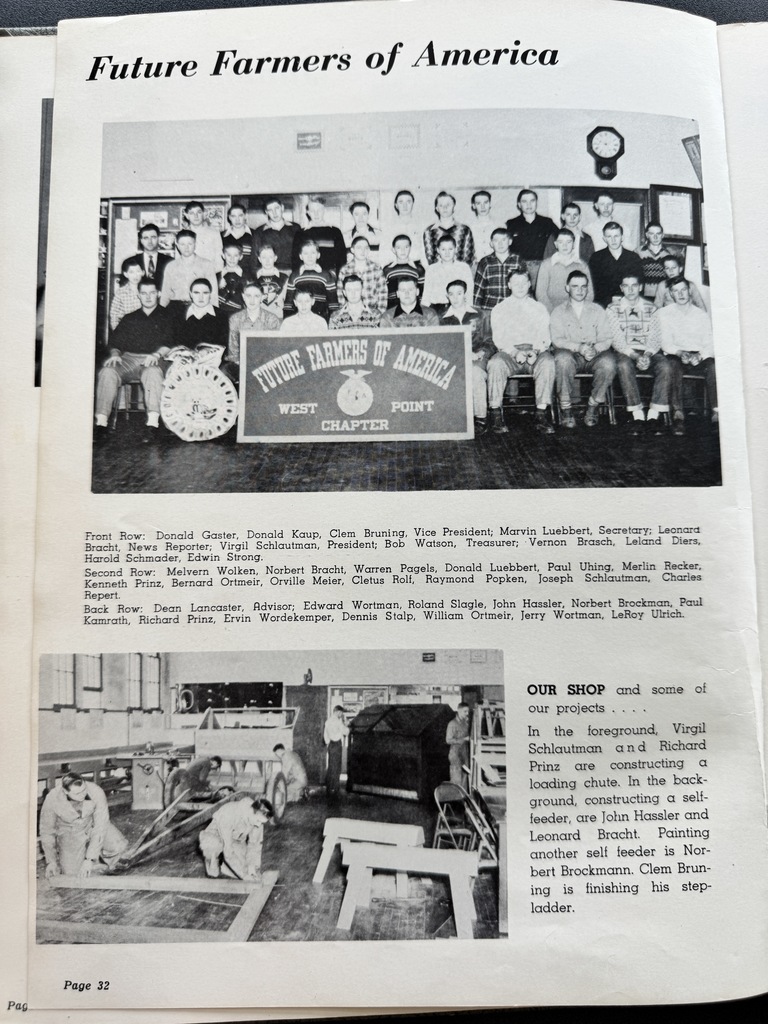 Future Farmers of America
FUTURE FARMERS OF AMERICA
WEST POINT
CHAPTER
Front Row: Donald Gaster, Donald Kaup, Clem Bruning, Vice President; Marvin Luebbert, Secretary; Leonard
Bracht, News Reporter; Virgil Schlautman, President; Bob Watson, Treasurer; Vernon Brasch, Leland Diers,
Harold Schmader, Edwin Strong.
Second Row: Melvern Wolken, Norbert Bracht, Warren Pagels, Donald Luebbert, Paul Uhing, Merlin Recker,
Kenneth Prinz, Bernard Ortmeir, Orville Meier, Cletus Rolf, Raymond Popken, Joseph Schlautman, Charles
Repert.
Back Row: Dean Lancaster, Advisor; Edward Wortman, Roland Slagle, John Hassler, Norbert Brockman, Paul
Kamrath, Richard Prinz, Ervin Wordekemper, Dennis Stalp, William Ortmeir, Jerry Wortman, LeRoy Ulrich.
OUR SHOP and some of
our projects . . . .
In the foreground, Virgil
Schlautman and Richard
Prinz are constructing a
loading chute. In the back-
ground, constructing a self-
feeder, are John Hassler and
Leonard Bracht. Painting
another self feeder is Nor-
bert Brockmann. Clem Brun-
ing is finishing his step-
ladder.
Page 32
Pag